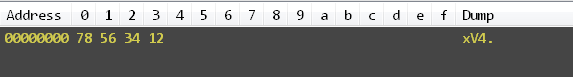 Address 0 1 2 3 4 5 6 7 8 9 a b c d e f Dump
00000000 78 56 34 12 xV4.